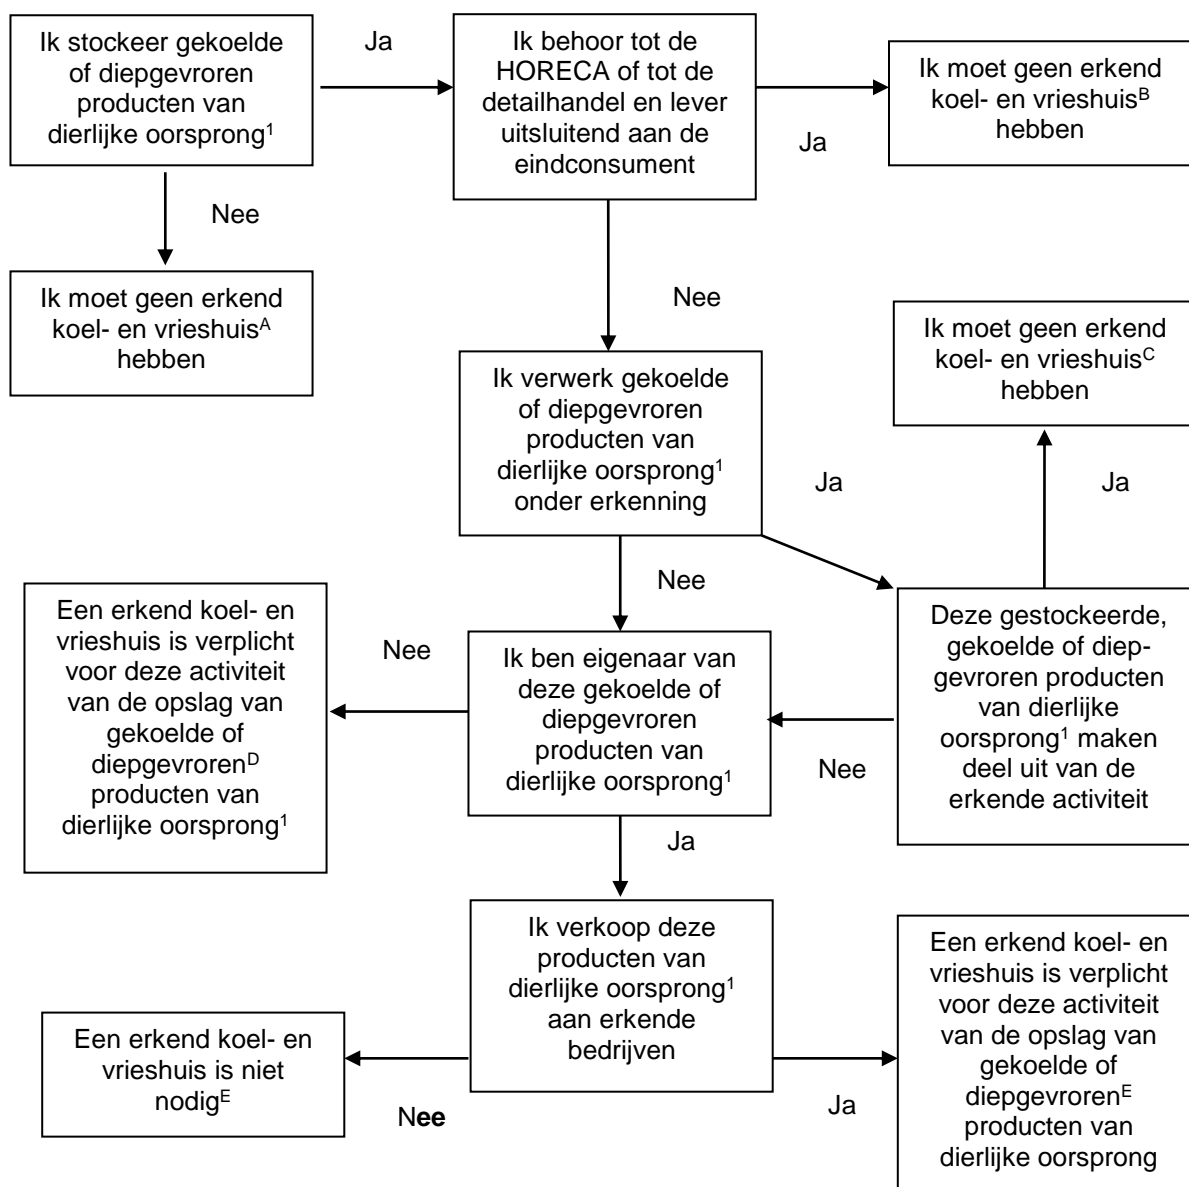 Ik stockeer gekoelde
of diepgevroren
producten van
dierlijke oorsprong¹
Ja
Ik behoor tot de
HORECA of tot de
detailhandel en lever
uitsluitend aan de
eindconsument
Ja
Ik moet geen erkend
koel- en vrieshuisᴮ
hebben
Nee
Ik moet geen erkend
koel- en vrieshuisᴬ
hebben
Nee
Ik moet geen erkend
koel- en vrieshuisᶜ
hebben
Ik verwerk gekoelde
of diepgevroren
producten van
dierlijke oorsprong¹
onder erkenning
Ja
Ja
Nee
Een erkend koel- en
vrieshuis is verplicht
voor deze activiteit
van de opslag van
gekoelde of
diepgevrorenᴰ
producten van
dierlijke oorsprong¹
Nee
Ik ben eigenaar van
deze gekoelde of
diepgevroren
producten van
dierlijke oorsprong¹
Nee
Deze gestockeerde,
gekoelde of diep-
gevroren producten
van dierlijke
oorsprong¹ maken
deel uit van de
erkende activiteit
Ja
Ik verkoop deze
producten van
dierlijke oorsprong¹
aan erkende
bedrijven
Een erkend koel- en
vrieshuis is niet
nodigᴱ
Nee
Ja
Een erkend koel- en
vrieshuis is verplicht
voor deze activiteit
van de opslag van
gekoelde of
diepgevrorenᴱ
producten van
dierlijke oorsprong